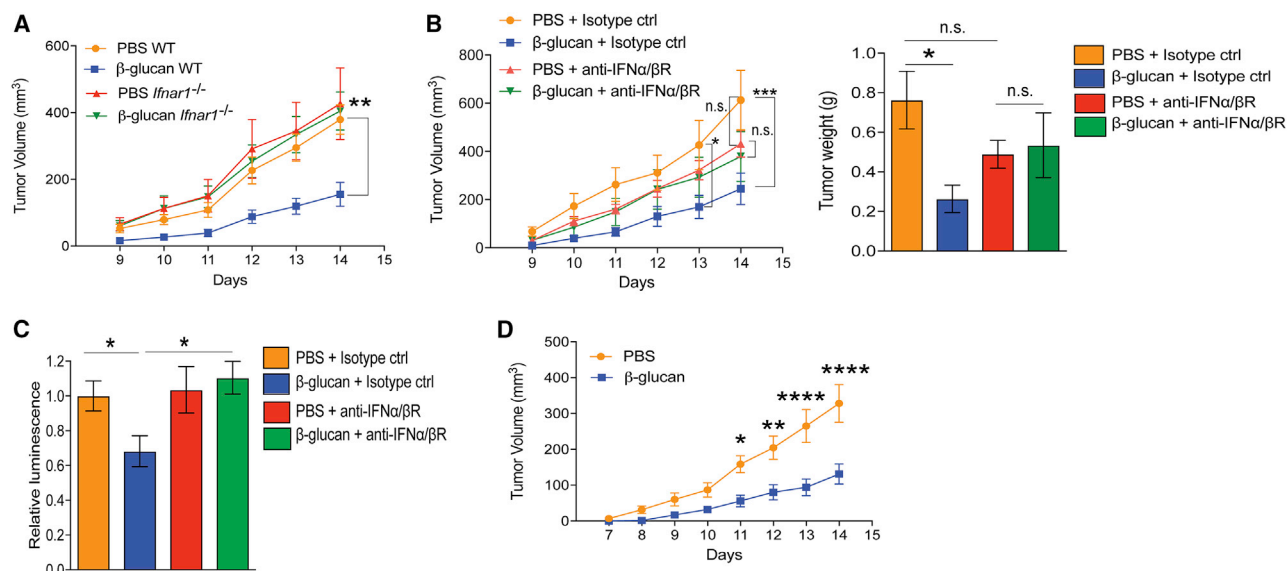 A
PBS WT
β-glucan WT
PBS Ifnar1⁻/⁻
β-glucan Ifnar1⁻/⁻
Tumor Volume (mm³)
600
400
200
0
**
9 10 11 12 13 14 15
Days
B
PBS + Isotype ctrl
β-glucan + Isotype ctrl
PBS + anti-IFNα/βR
β-glucan + anti-IFNα/βR
Tumor Volume (mm³)
800
600
400
200
0
n.s.
*
***
n.s.
9 10 11 12 13 14 15
Days
Tumor weight (g)
1.0
0.8
0.6
0.4
0.2
0.0
n.s.
*
n.s.
PBS + Isotype ctrl
β-glucan + Isotype ctrl
PBS + anti-IFNα/βR
β-glucan + anti-IFNα/βR
C
Relative luminescence
1.2
1.0
0.8
0.6
0.4
0.2
0.0
* *
PBS + Isotype ctrl
β-glucan + Isotype ctrl
PBS + anti-IFNα/βR
β-glucan + anti-IFNα/βR
D
PBS
β-glucan
Tumor Volume (mm³)
500
400
300
200
100
0
* ** **** ****
7 8 9 10 11 12 13 14 15
Days